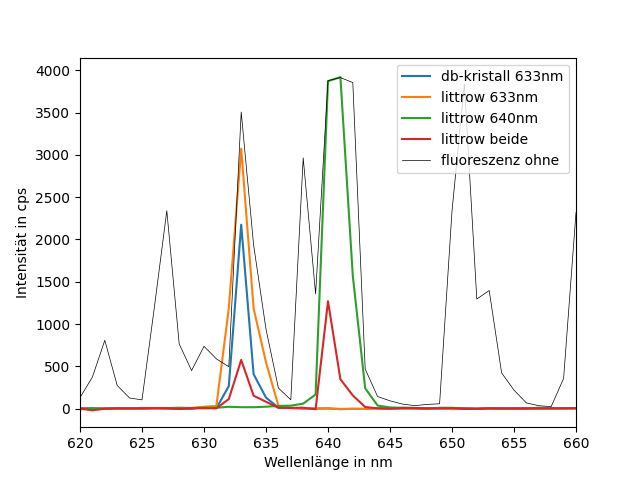 4000
3500
3000
2500
2000
1500
1000
500
0
Intensität in cps
db-kristall 633nm
littrow 633nm
littrow 640nm
littrow beide
fluoreszenz ohne
620 625 630 635 640 645 650 655 660
Wellenlänge in nm